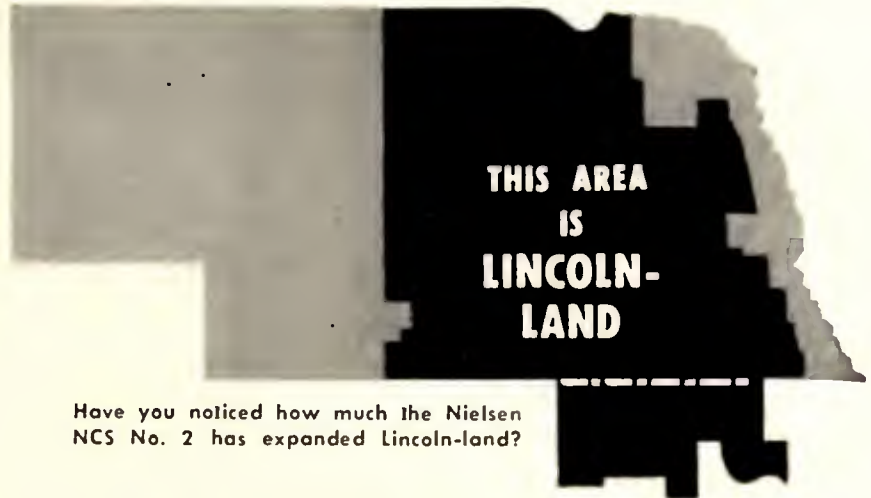 THIS AREA
IS
LINCOLN-
LAND
Have you noticed how much the Nielsen
NCS No. 2 has expanded Lincoln-land?